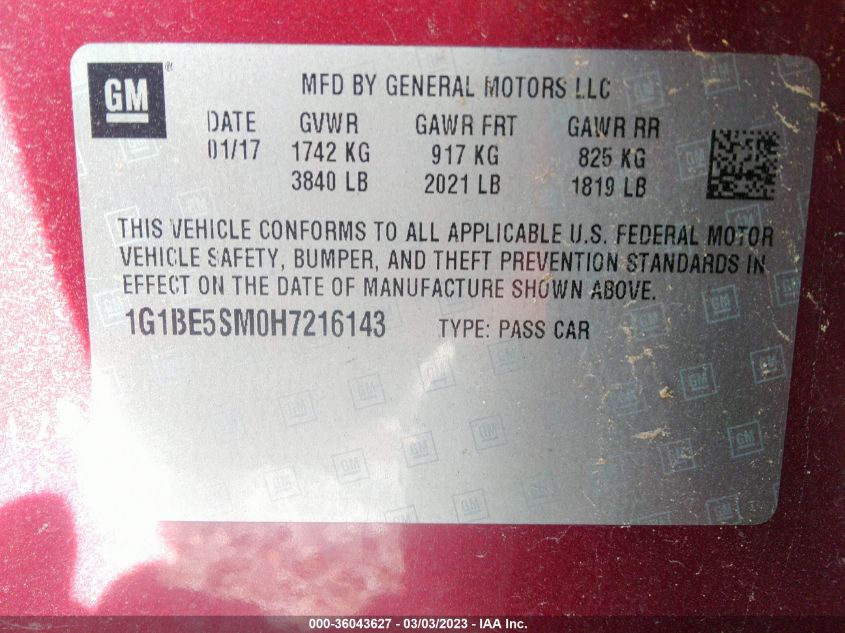 GM ®
MFD BY GENERAL MOTORS LLC
DATE GVWR GAWR FRT GAWR RR
01/17 1742 KG 917 KG 825 KG
3840 LB 2021 LB 1819 LB
THIS VEHICLE CONFORMS TO ALL APPLICABLE U.S. FEDERAL MOTOR
VEHICLE SAFETY, BUMPER, AND THEFT PREVENTION STANDARDS IN
EFFECT ON THE DATE OF MANUFACTURE SHOWN ABOVE.
1G1BE5SM0H7216143 TYPE: PASS CAR
000-36043627 - 03/03/2023 - IAA Inc.